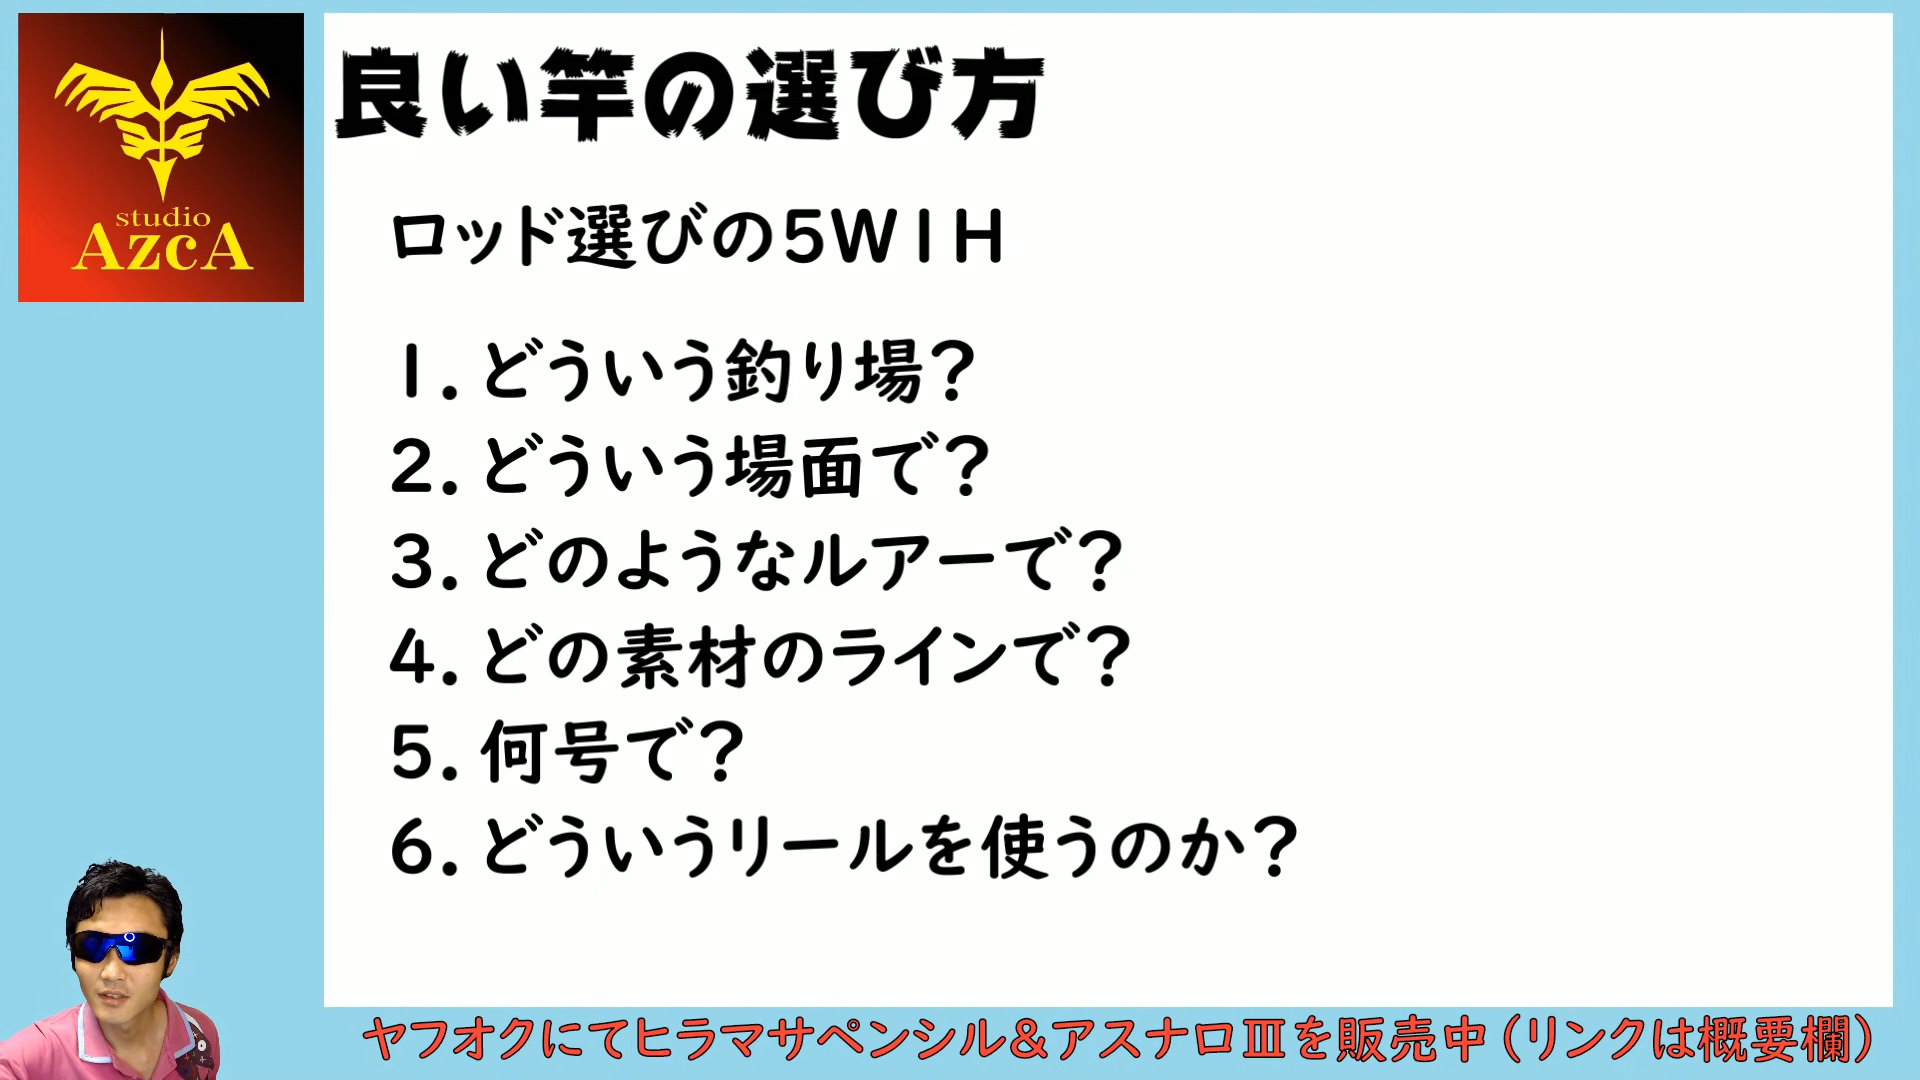 studio
AzcA
良い竿の選び方
ロッド選びの5W1H
1.どういう釣り場?
2.どういう場面で?
3.どのようなルアーで?
4.どの素材のラインで?
5.何号で?
6.どういうリールを使うのか?
ヤフオクにてヒラマサペンシル&アスナロⅢを販売中(リンクは概要欄)